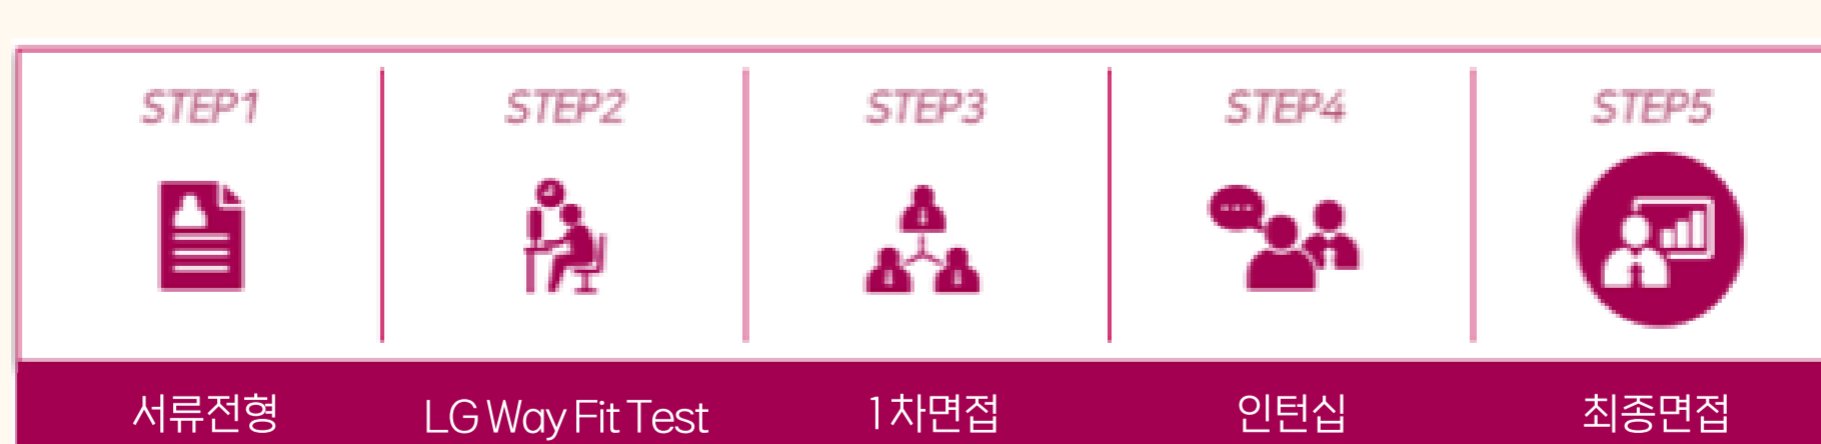 STEP1 STEP2 STEP3 STEP4 STEP5
서류전형 LG Way Fit Test 1차면접 인턴십 최종면접